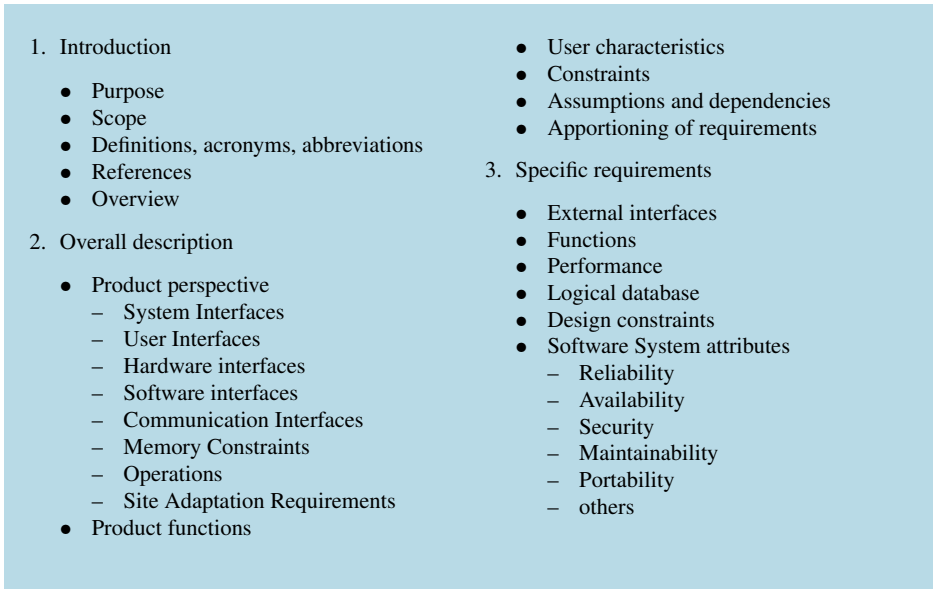 1. Introduction
● Purpose
● Scope
● Definitions, acronyms, abbreviations
● References
● Overview
2. Overall description
● Product perspective
– System Interfaces
– User Interfaces
– Hardware interfaces
– Software interfaces
– Communication Interfaces
– Memory Constraints
– Operations
– Site Adaptation Requirements
● Product functions
● User characteristics
● Constraints
● Assumptions and dependencies
● Apportioning of requirements
3. Specific requirements
● External interfaces
● Functions
● Performance
● Logical database
● Design constraints
● Software System attributes
– Reliability
– Availability
– Security
– Maintainability
– Portability
– others